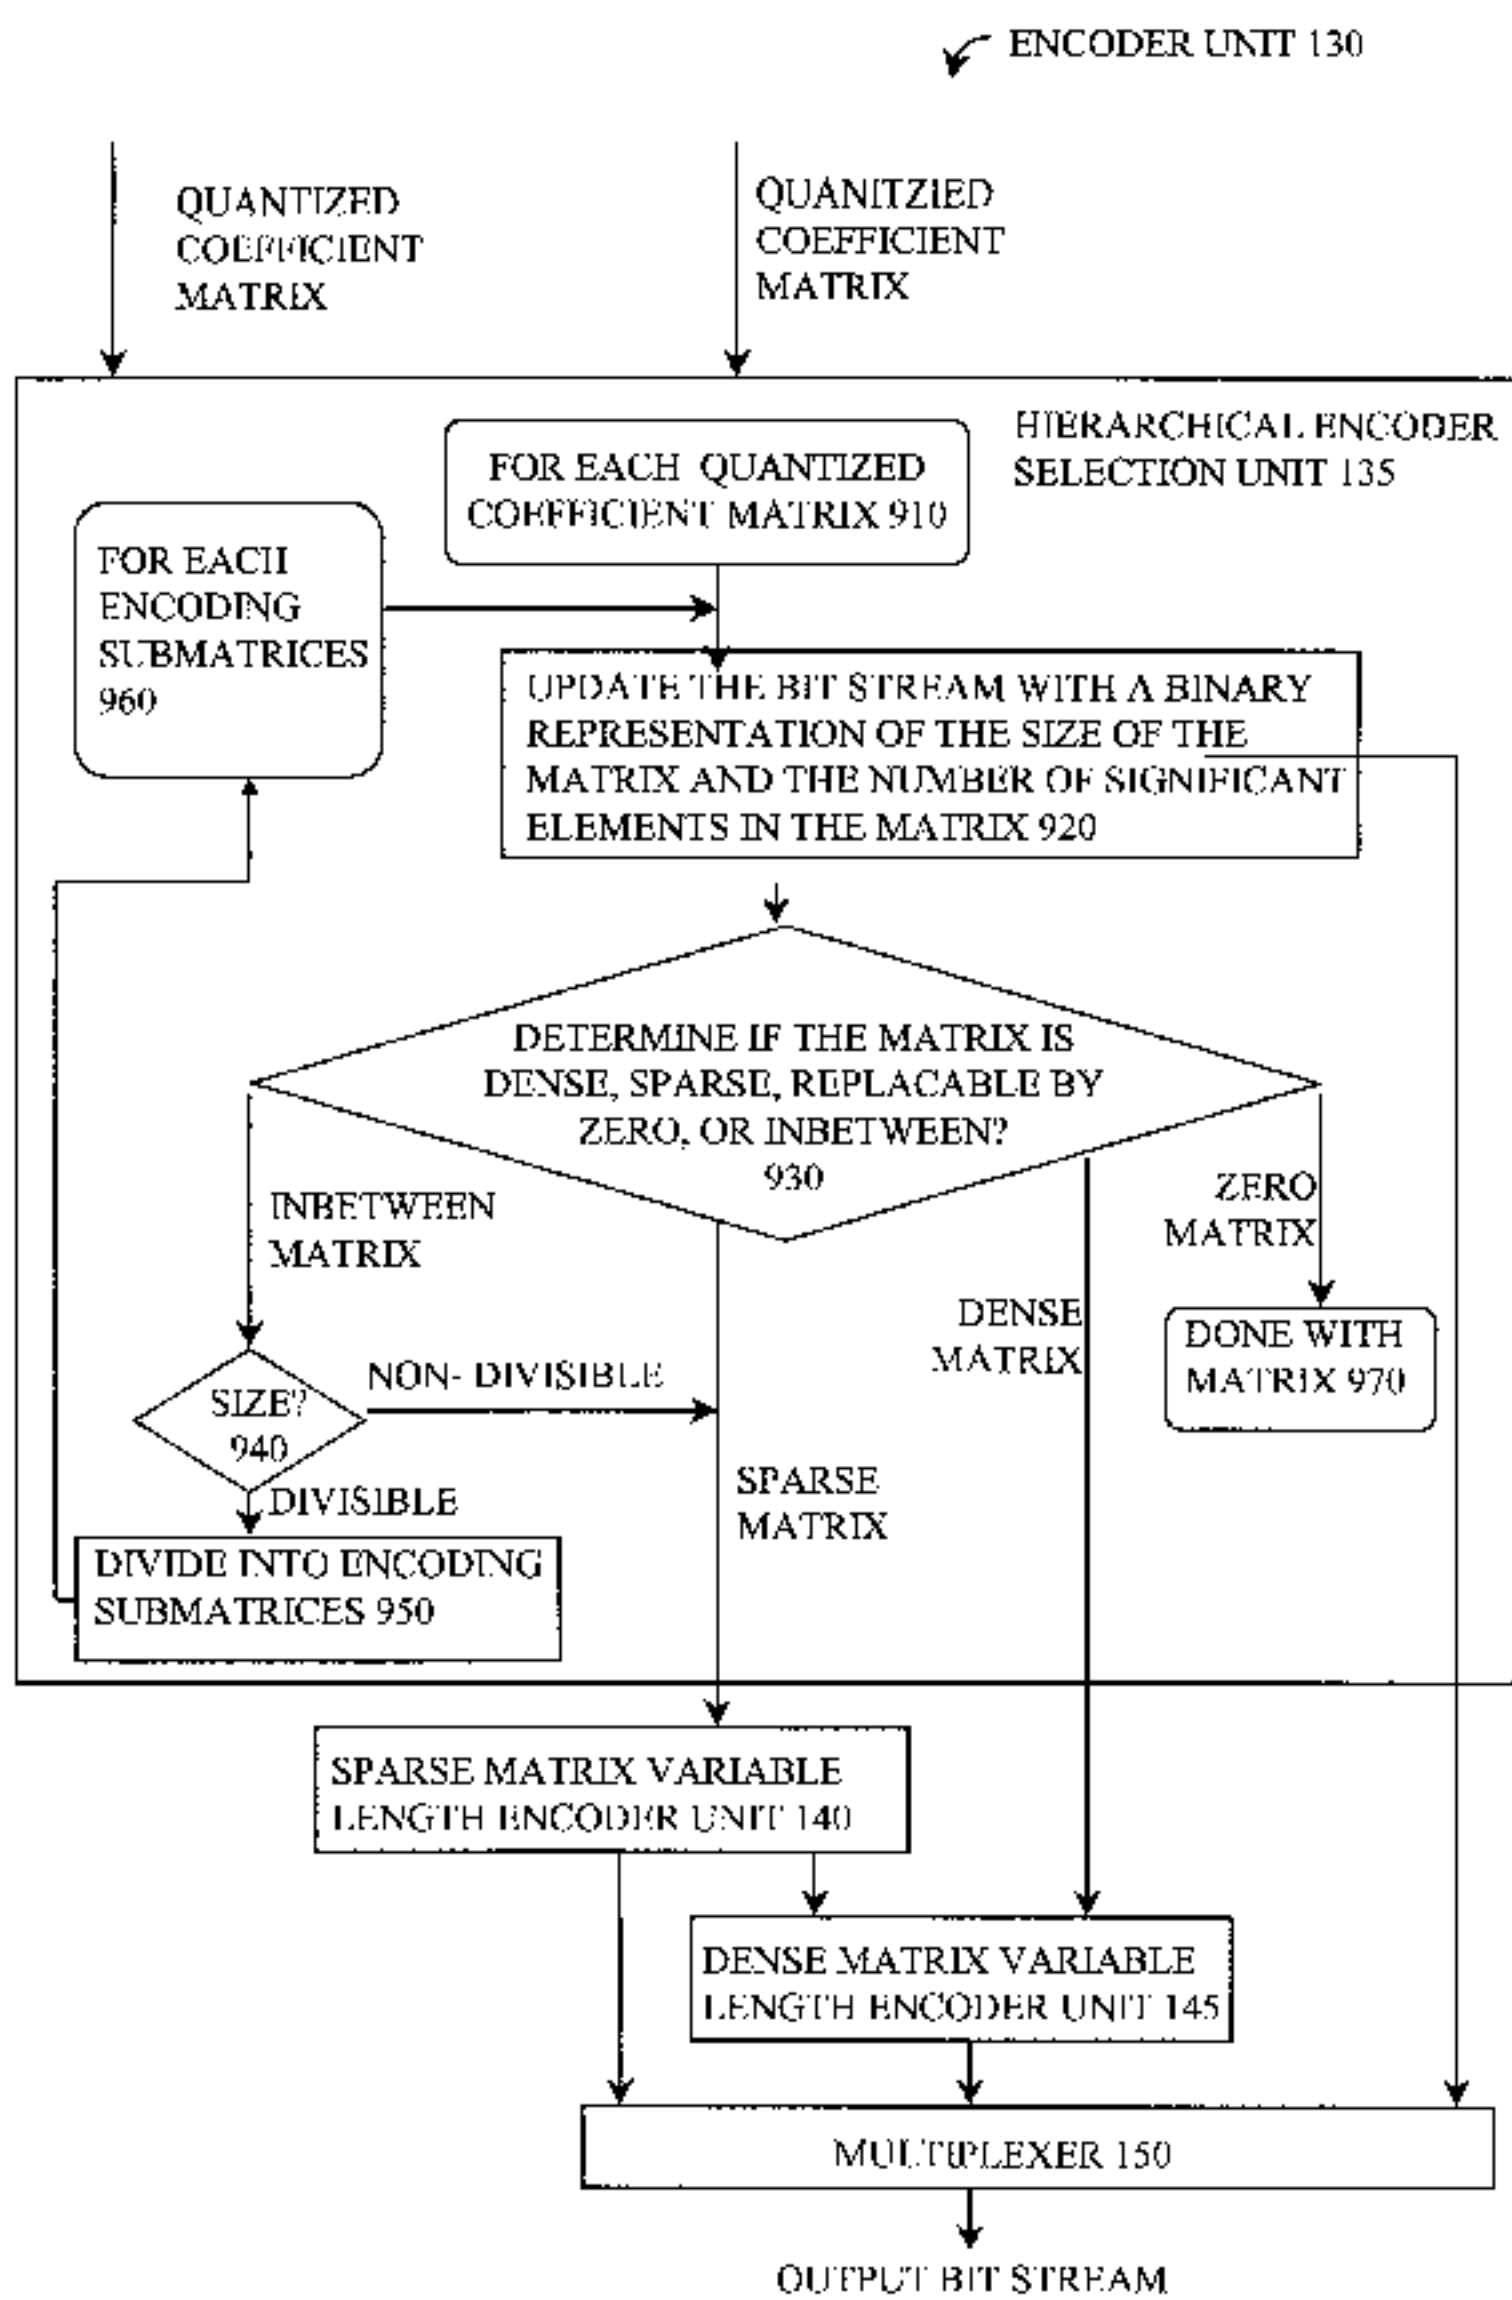 ENCODER UNIT 130
QUANTIZED
COEFFICIENT
MATRIX
QUANITZIED
COEFFICIENT
MATRIX
HIERARCHICAL ENCODER
SELECTION UNIT 135
FOR EACH QUANTIZED
COEFFICIENT MATRIX 910
FOR EACH
ENCODING
SUBMATRICES
960
UPDATE THE BIT STREAM WITH A BINARY
REPRESENTATION OF THE SIZE OF THE
MATRIX AND THE NUMBER OF SIGNIFICANT
ELEMENTS IN THE MATRIX 920
DETERMINE IF THE MATRIX IS
DENSE, SPARSE, REPLACABLE BY
ZERO, OR INBETWEEN?
930
INBETWEEN
MATRIX
ZERO
MATRIX
DENSE
MATRIX
DONE WITH
MATRIX 970
SIZE?
940
NON- DIVISIBLE
DIVISIBLE
SPARSE
MATRIX
DIVIDE INTO ENCODING
SUBMATRICES 950
SPARSE MATRIX VARIABLE
LENGTH ENCODER UNIT 140
DENSE MATRIX VARIABLE
LENGTH ENCODER UNIT 145
MULTIPLEXER 150
OUTPUT BIT STREAM